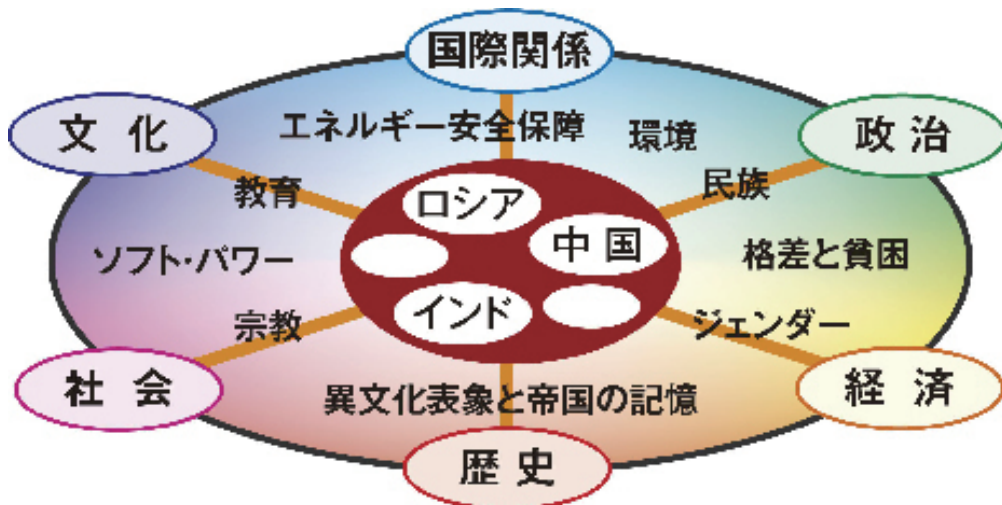 国際関係
文化
政治
エネルギー安全保障
環境
教育
民族
ロシア
中国
ソフト・パワー
格差と貧困
インド
宗教
ジェンダー
社会
経済
異文化表象と帝国の記憶
歴史